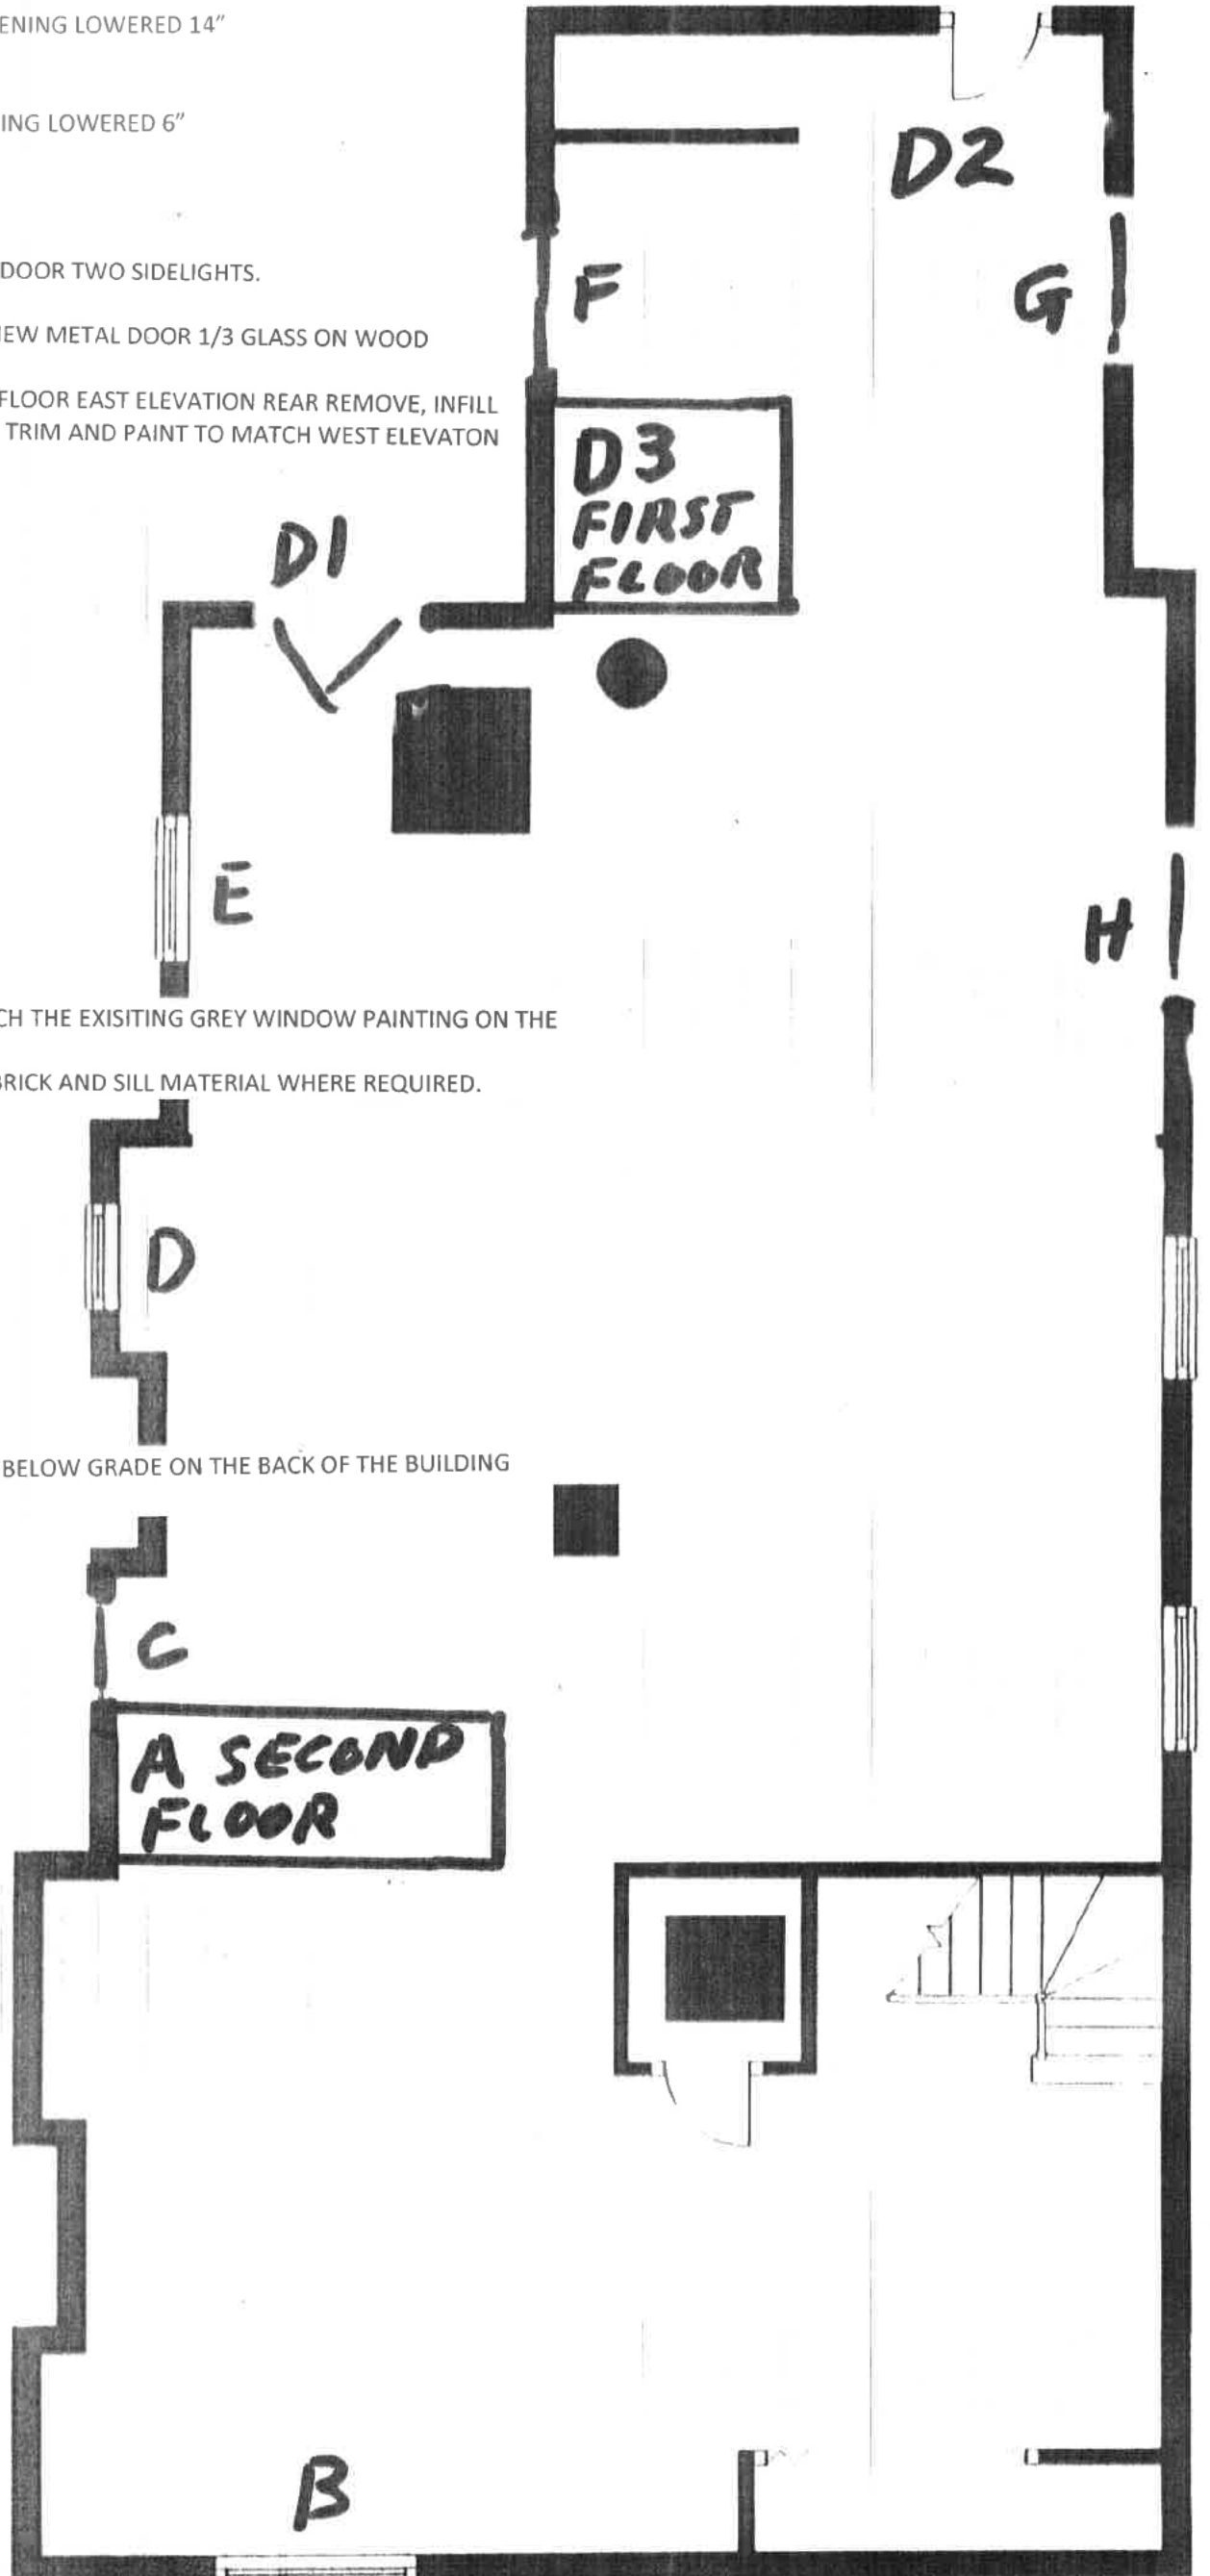 ENING LOWERED 14"
ING LOWERED 6"
D2
DOOR TWO SIDELIGHTS.
F
G
EW METAL DOOR 1/3 GLASS ON WOOD
FLOOR EAST ELEVATION REAR REMOVE, INFILL
TRIM AND PAINT TO MATCH WEST ELEVATON
D3
FIRST
FLOOR
D1
E
H
CH THE EXISITING GREY WINDOW PAINTING ON THE
BRICK AND SILL MATERIAL WHERE REQUIRED.
D
BELOW GRADE ON THE BACK OF THE BUILDING
C
A SECOND
FLOOR
B